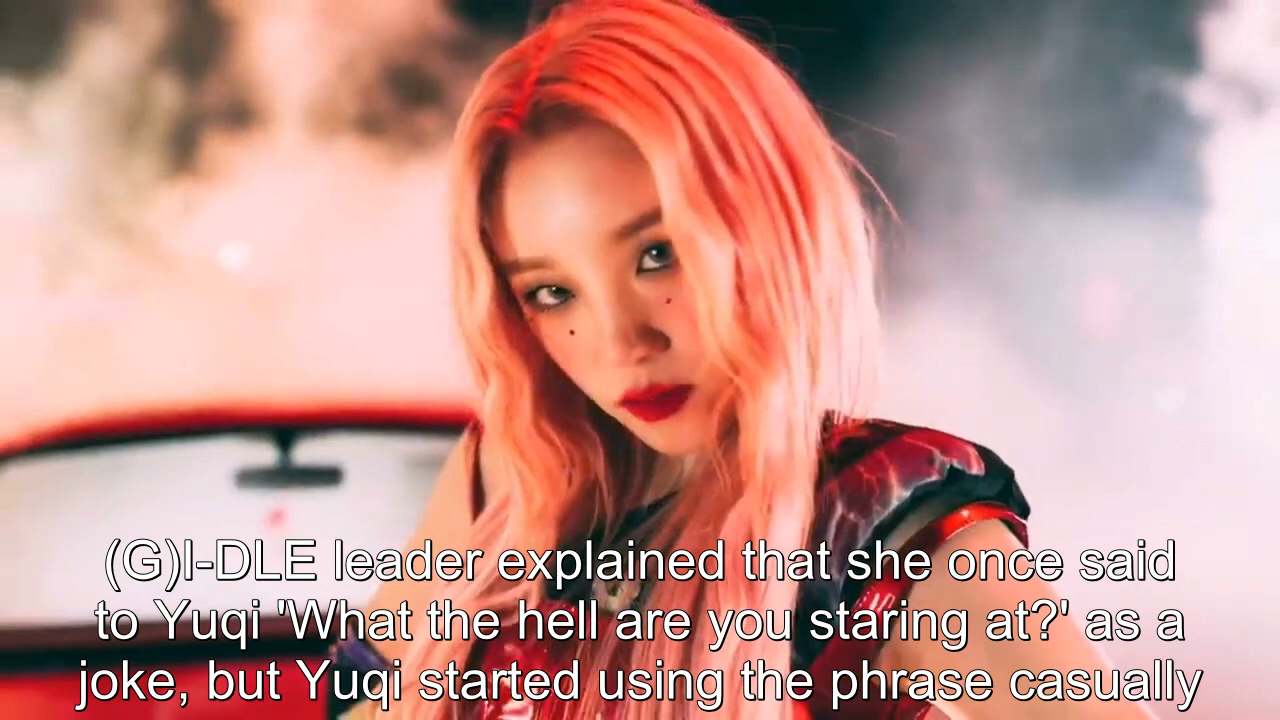 (G)I-DLE leader explained that she once said
to Yuqi 'What the hell are you staring at?' as a
joke, but Yuqi started using the phrase casually